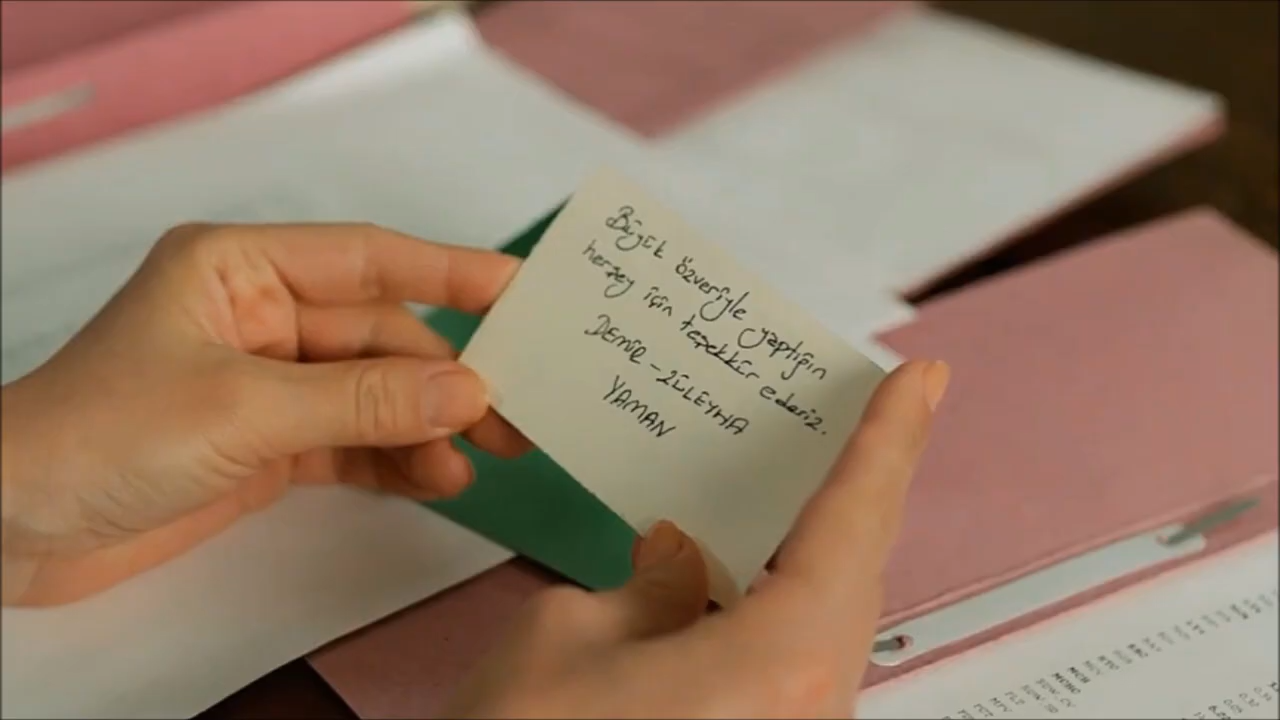 Büyük özveriyle yaptığın
herşey için teşekkür ederiz.
DEMİR - ZÜLEYHA
YAMAN